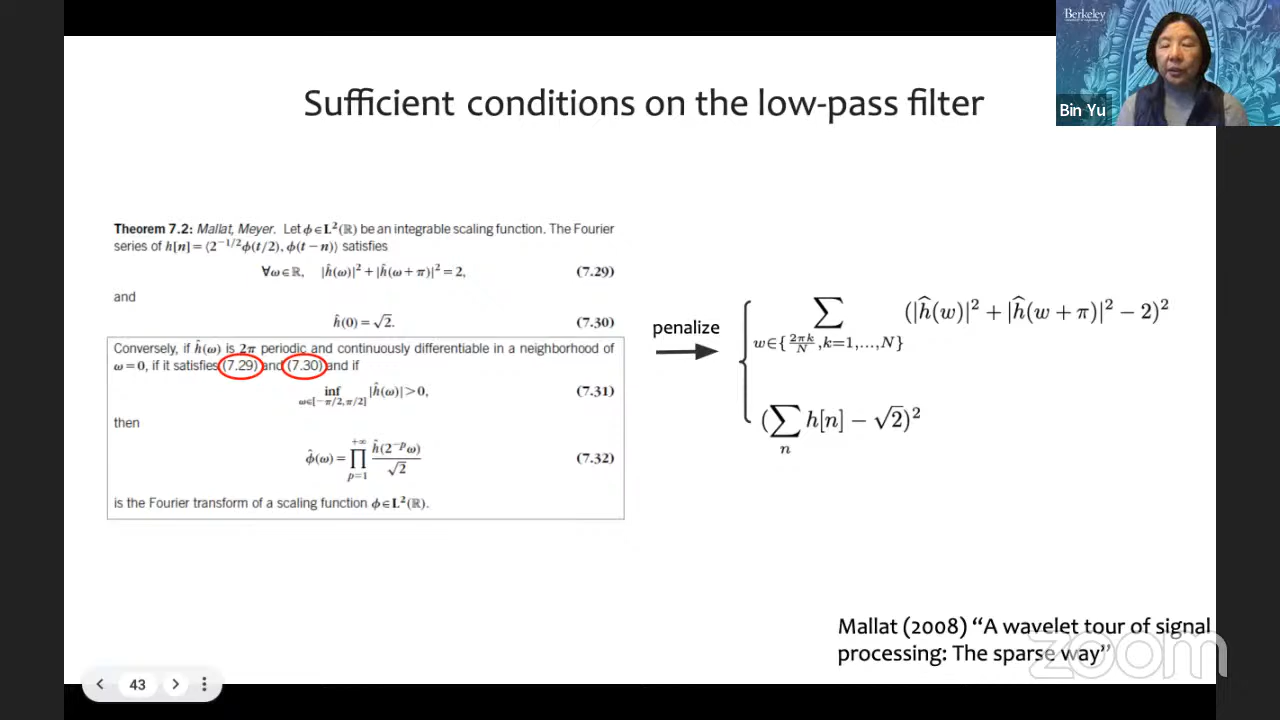 Berkeley
Bin Yu
Sufficient conditions on the low-pass filter
Theorem 7.2: Mallat, Meyer. Let ϕ ∈ L²(ℝ) be an integrable scaling function. The Fourier
series of h[n] = ⟨2^{-1/2}ϕ(t/2), ϕ(t − n)⟩ satisfies
∀ω ∈ ℝ, |ĥ(ω)|² + |ĥ(ω + π)|² = 2, (7.29)
and
ĥ(0) = √2. (7.30)
Conversely, if ĥ(ω) is 2π periodic and continuously differentiable in a neighborhood of
ω = 0, if it satisfies (7.29) and (7.30) and if
inf_{ω∈[−π/2,π/2]} |ĥ(ω)| > 0, (7.31)
then
ϕ̂(ω) = ∏_{p=1}^{+∞} ĥ(2^{−p}ω)/√2 (7.32)
is the Fourier transform of a scaling function ϕ ∈ L²(ℝ).
penalize
∑_{w∈{2πk/N, k=1,...,N}} (|ĥ(w)|² + |ĥ(w + π)|² − 2)²
(∑_n h[n] − √2)²
Mallat (2008) “A wavelet tour of signal
processing: The sparse way”
zoom
43